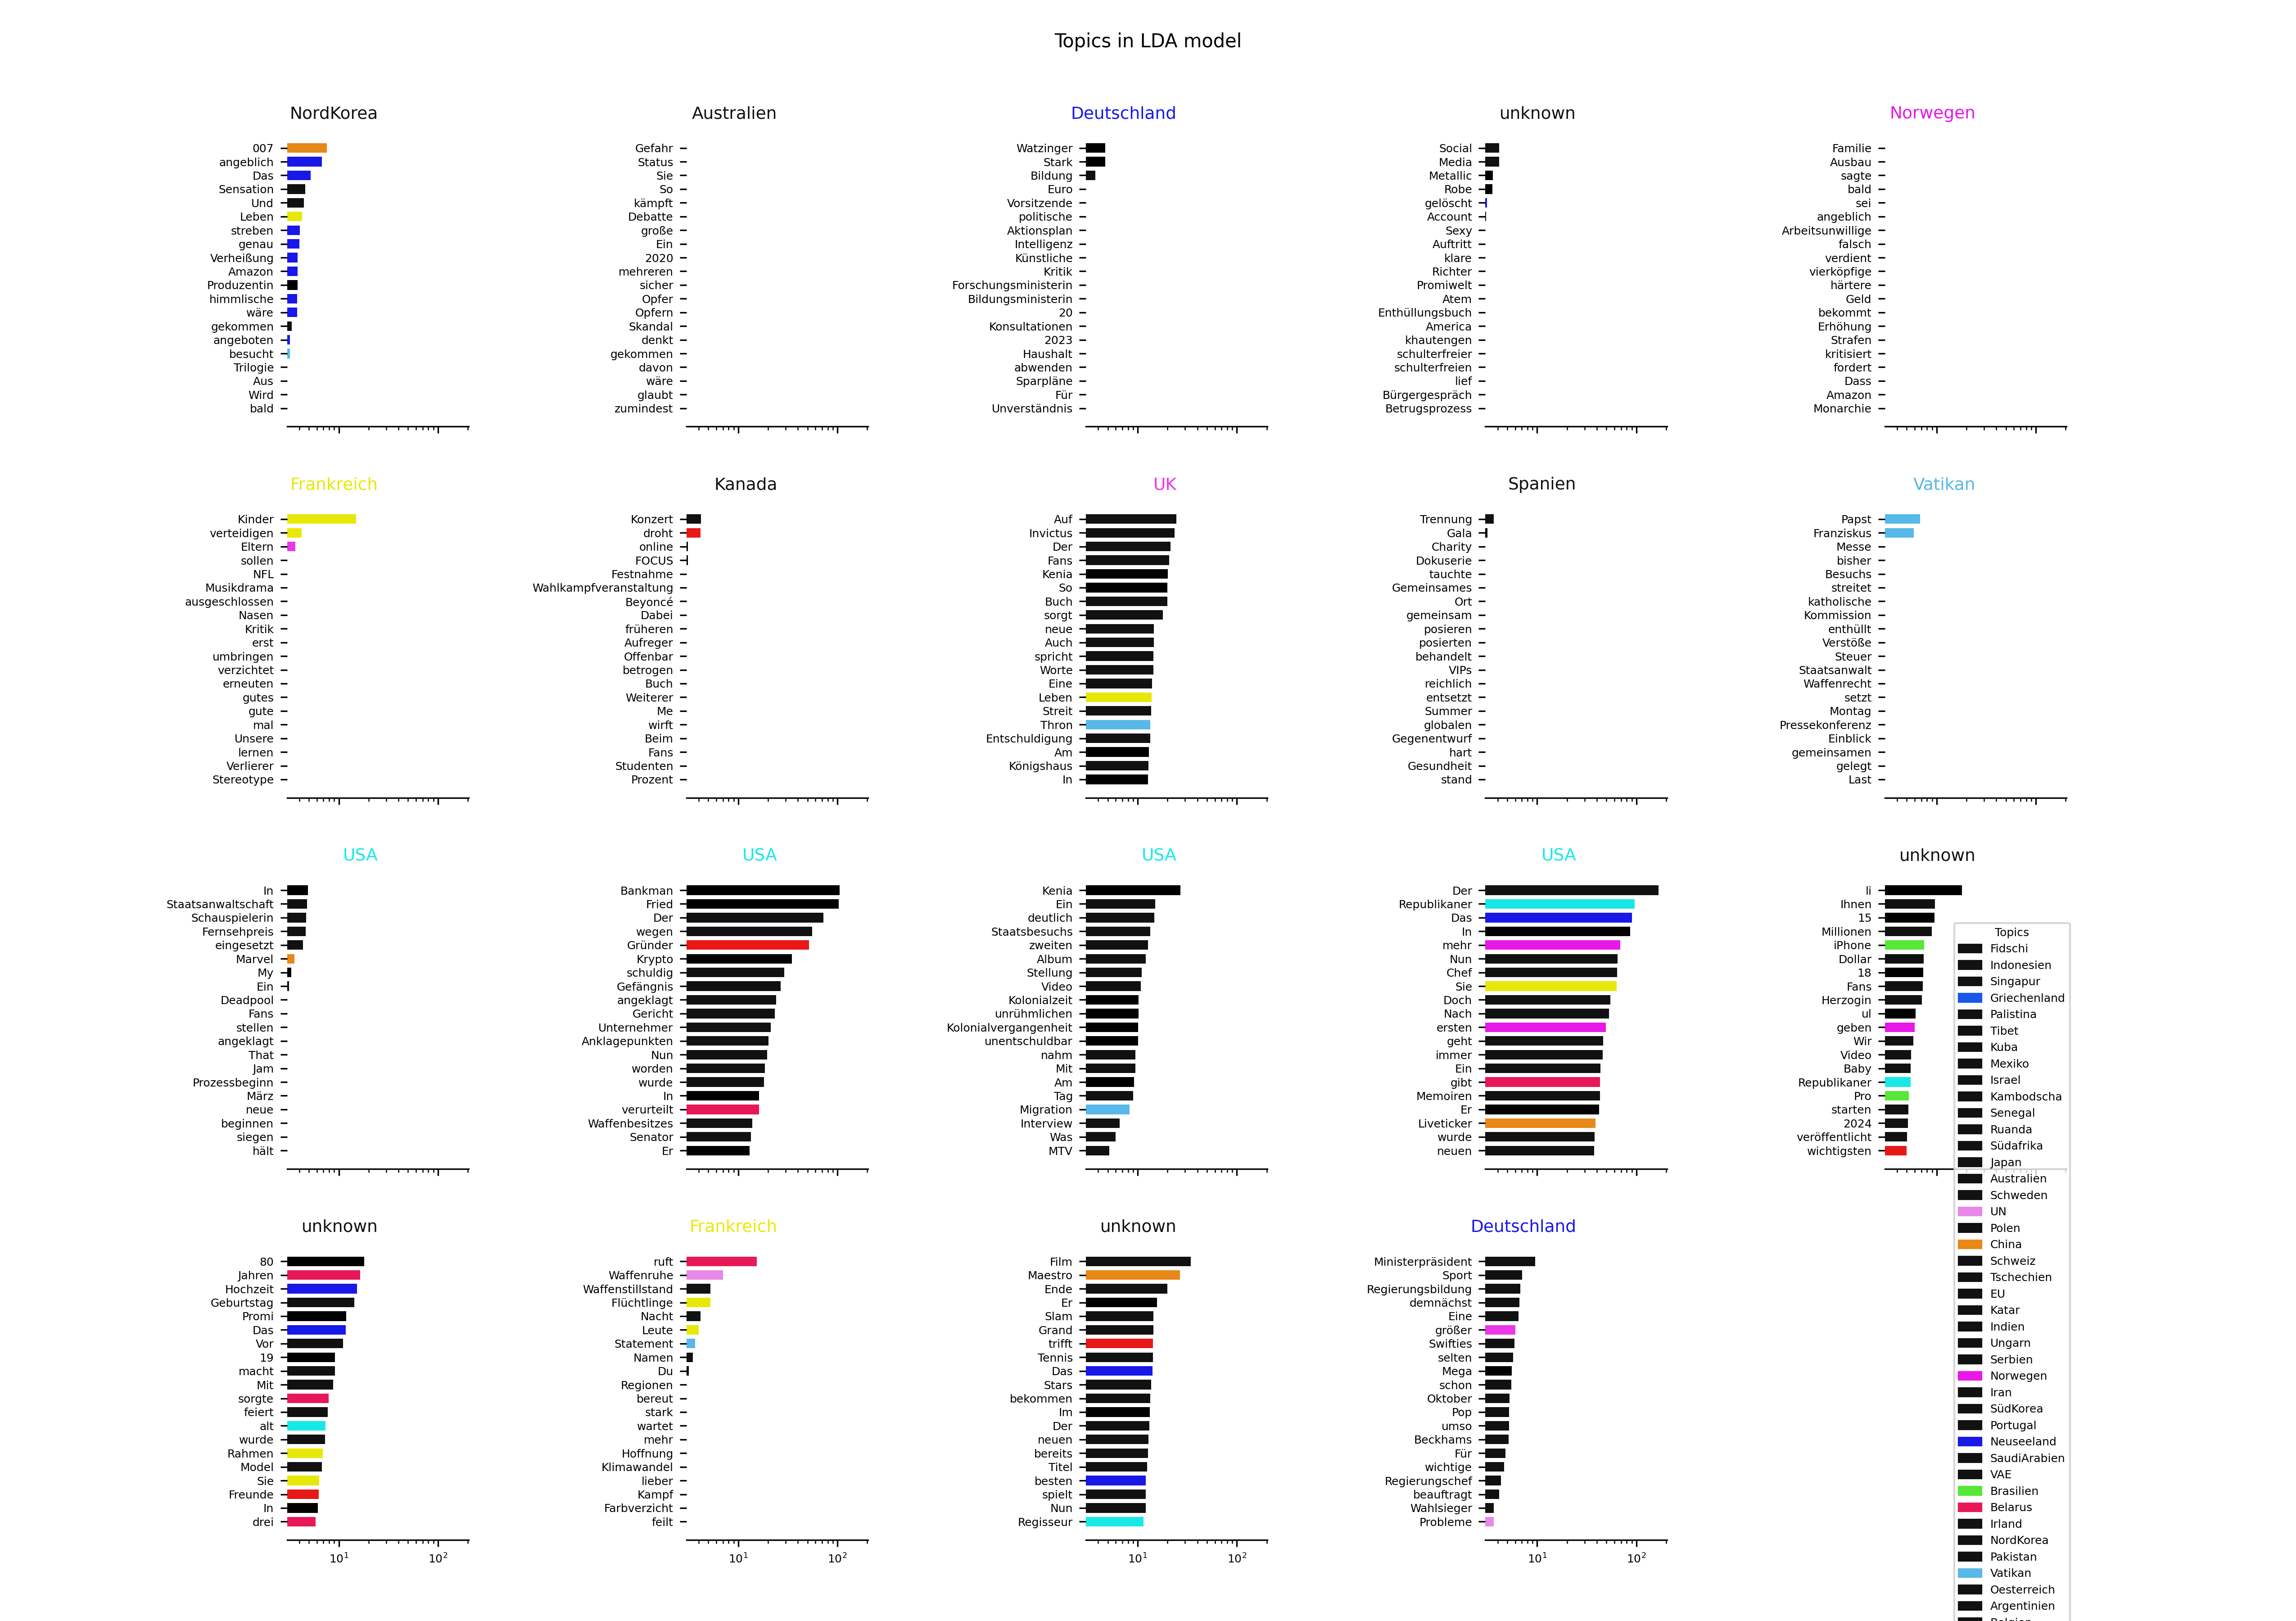 Topics in LDA model
NordKorea
007
angeblich
Das
Sensation
Und
Leben
streben
genau
Verheißung
Amazon
Produzentin
himmlische
wäre
gekommen
angeboten
besucht
Trilogie
Aus
Wird
bald
Australien
Gefahr
Status
Sie
So
kämpft
Debatte
große
Ein
2020
mehreren
sicher
Opfer
Opfern
Skandal
denkt
gekommen
davon
wäre
glaubt
zumindest
Deutschland
Watzinger
Stark
Bildung
Euro
Vorsitzende
politische
Aktionsplan
Intelligenz
Künstliche
Kritik
Forschungsministerin
Bildungsministerin
20
Konsultationen
2023
Haushalt
abwenden
Sparpläne
Für
Unverständnis
unknown
Social
Media
Metallic
Robe
gelöscht
Account
Sexy
Auftritt
klare
Richter
Promiwelt
Atem
Enthüllungsbuch
America
khautengen
schulterfreier
schulterfreien
lief
Bürgergespräch
Betrugsprozess
Norwegen
Familie
Ausbau
sagte
bald
sei
angeblich
Arbeitsunwillige
falsch
verdient
vierköpfige
härtere
Geld
bekommt
Erhöhung
Strafen
kritisiert
fordert
Dass
Amazon
Monarchie
Frankreich
Kinder
verteidigen
Eltern
sollen
NFL
Musikdrama
ausgeschlossen
Nasen
Kritik
erst
umbringen
verzichtet
erneuten
gutes
gute
mal
Unsere
lernen
Verlierer
Stereotype
Kanada
Konzert
droht
online
FOCUS
Festnahme
Wahlkampfveranstaltung
Beyoncé
Dabei
früheren
Aufreger
Offenbar
betrogen
Buch
Weiterer
Me
wirft
Beim
Fans
Studenten
Prozent
UK
Auf
Invictus
Der
Fans
Kenia
So
Buch
sorgt
neue
Auch
spricht
Worte
Eine
Leben
Streit
Thron
Entschuldigung
Am
Königshaus
In
Spanien
Trennung
Gala
Charity
Dokuserie
tauchte
Gemeinsames
Ort
gemeinsam
posieren
posierten
behandelt
VIPs
reichlich
entsetzt
Summer
globalen
Gegenentwurf
hart
Gesundheit
stand
Vatikan
Papst
Franziskus
Messe
bisher
Besuchs
streitet
katholische
Kommission
enthüllt
Verstöße
Steuer
Staatsanwalt
Waffenrecht
setzt
Montag
Pressekonferenz
Einblick
gemeinsamen
gelegt
Last
USA
In
Staatsanwaltschaft
Schauspielerin
Fernsehpreis
eingesetzt
Marvel
My
Ein
Deadpool
Fans
stellen
angeklagt
That
Jam
Prozessbeginn
März
neue
beginnen
siegen
hält
USA
Bankman
Fried
Der
wegen
Gründer
Krypto
schuldig
Gefängnis
angeklagt
Gericht
Unternehmer
Anklagepunkten
Nun
worden
wurde
In
verurteilt
Waffenbesitzes
Senator
Er
USA
Kenia
Ein
deutlich
Staatsbesuchs
zweiten
Album
Stellung
Video
Kolonialzeit
unrühmlichen
Kolonialvergangenheit
unentschuldbar
nahm
Mit
Am
Tag
Migration
Interview
Was
MTV
USA
Der
Republikaner
Das
In
mehr
Nun
Chef
Sie
Doch
Nach
ersten
geht
immer
Ein
gibt
Memoiren
Er
Liveticker
wurde
neuen
unknown
li
Ihnen
15
Millionen
iPhone
Dollar
18
Fans
Herzogin
ul
geben
Wir
Video
Baby
Republikaner
Pro
starten
2024
veröffentlicht
wichtigsten
unknown
80
Jahren
Hochzeit
Geburtstag
Promi
Das
Vor
19
macht
Mit
sorgte
feiert
alt
wurde
Rahmen
Model
Sie
Freunde
In
drei
10¹ 10²
Frankreich
ruft
Waffenruhe
Waffenstillstand
Flüchtlinge
Nacht
Leute
Statement
Namen
Du
Regionen
bereut
stark
wartet
mehr
Hoffnung
Klimawandel
lieber
Kampf
Farbverzicht
feilt
10¹ 10²
unknown
Film
Maestro
Ende
Er
Slam
Grand
trifft
Tennis
Das
Stars
bekommen
Im
Der
neuen
bereits
Titel
besten
spielt
Nun
Regisseur
10¹ 10²
Deutschland
Ministerpräsident
Sport
Regierungsbildung
demnächst
Eine
größer
Swifties
selten
Mega
schon
Oktober
Pop
umso
Beckhams
Für
wichtige
Regierungschef
beauftragt
Wahlsieger
Probleme
10¹ 10²
Topics
Fidschi
Indonesien
Singapur
Griechenland
Palistina
Tibet
Kuba
Mexiko
Israel
Kambodscha
Senegal
Ruanda
Südafrika
Japan
Australien
Schweden
UN
Polen
China
Schweiz
Tschechien
EU
Katar
Indien
Ungarn
Serbien
Norwegen
Iran
SüdKorea
Portugal
Neuseeland
SaudiArabien
VAE
Brasilien
Belarus
Irland
NordKorea
Pakistan
Vatikan
Oesterreich
Argentinien